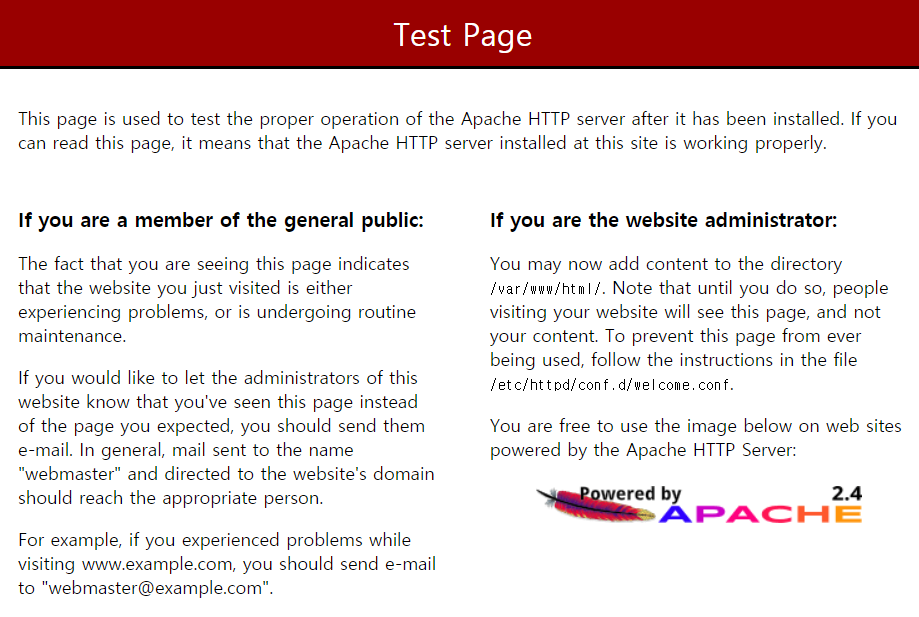 Test Page
This page is used to test the proper operation of the Apache HTTP server after it has been installed. If you
can read this page, it means that the Apache HTTP server installed at this site is working properly.
If you are a member of the general public:
The fact that you are seeing this page indicates
that the website you just visited is either
experiencing problems, or is undergoing routine
maintenance.
If you would like to let the administrators of this
website know that you've seen this page instead
of the page you expected, you should send them
e-mail. In general, mail sent to the name
"webmaster" and directed to the website's domain
should reach the appropriate person.
For example, if you experienced problems while
visiting www.example.com, you should send e-mail
to "webmaster@example.com".
If you are the website administrator:
You may now add content to the directory
/var/www/html/. Note that until you do so, people
visiting your website will see this page, and not
your content. To prevent this page from ever
being used, follow the instructions in the file
/etc/httpd/conf.d/welcome.conf.
You are free to use the image below on web sites
powered by the Apache HTTP Server:
Powered by 2.4
APACHE